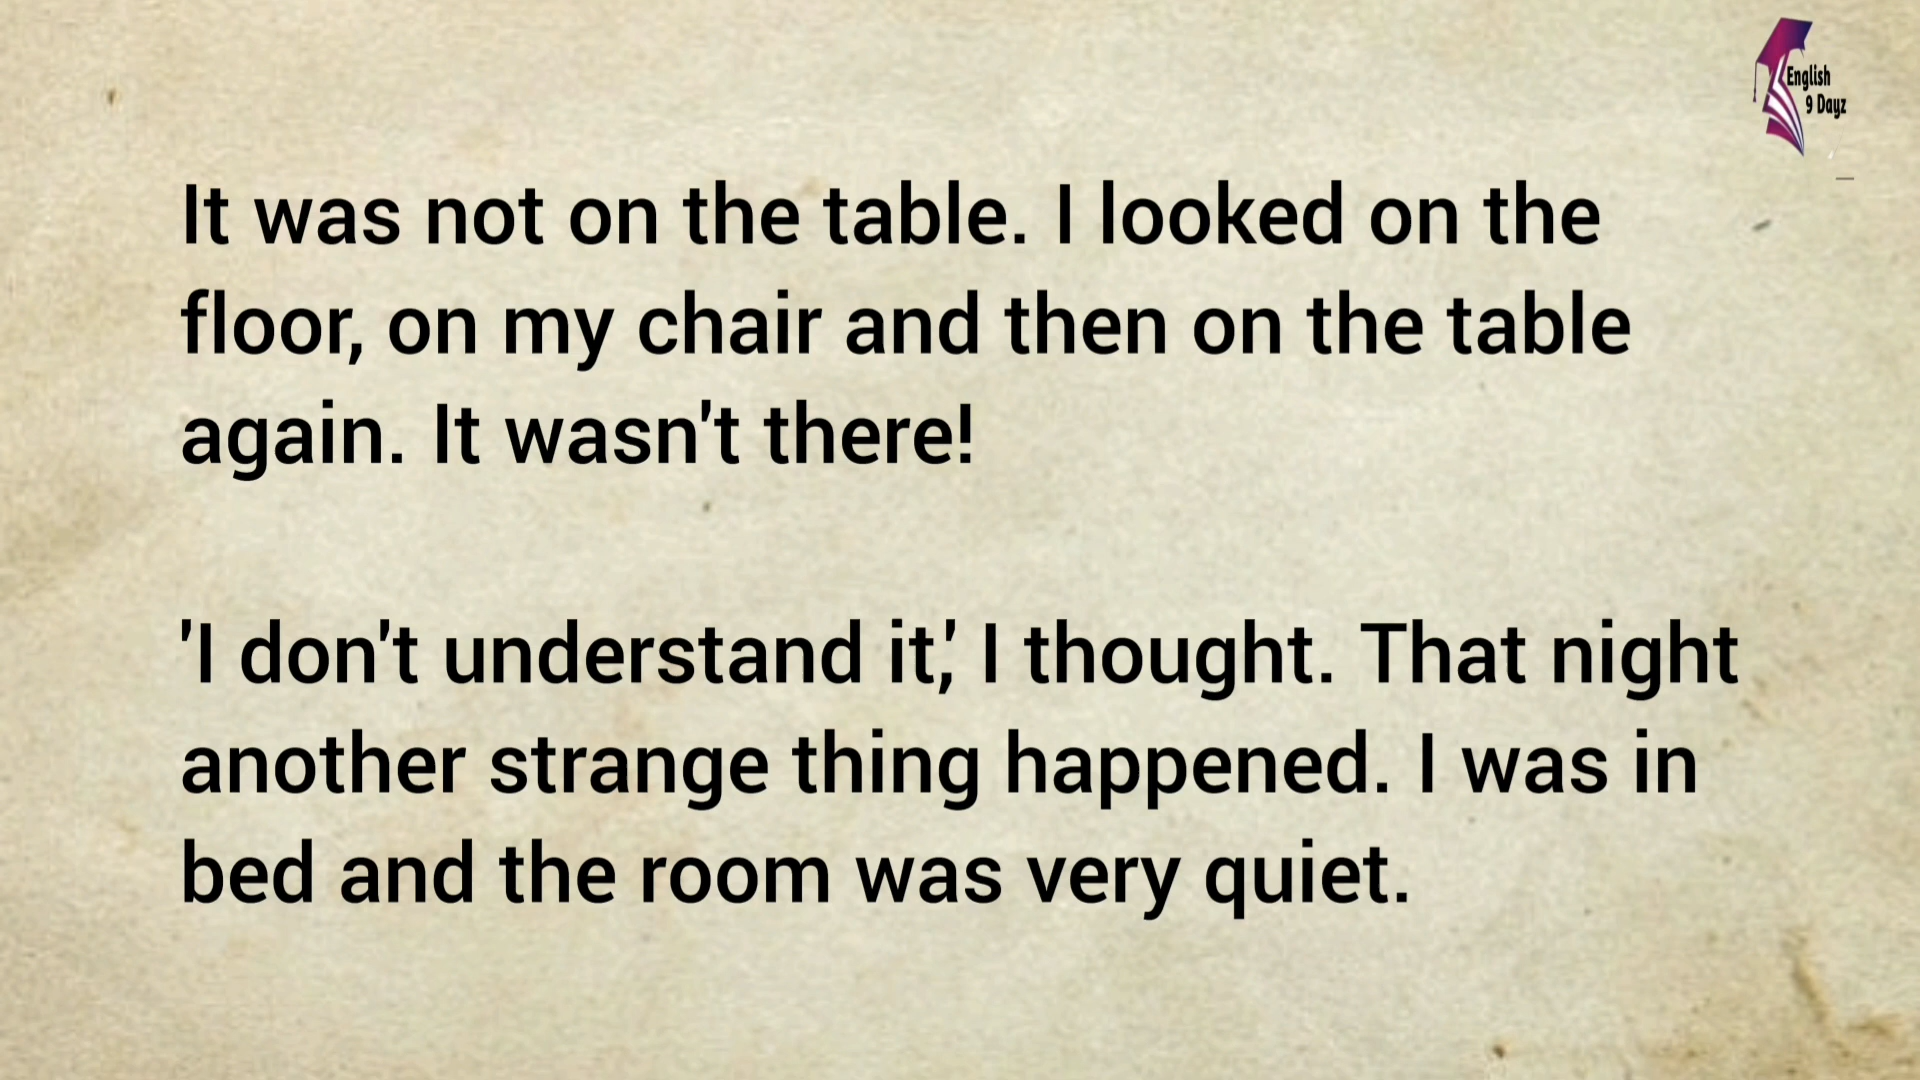 English
9 Dayz
It was not on the table. I looked on the
floor, on my chair and then on the table
again. It wasn't there!
'I don't understand it,' I thought. That night
another strange thing happened. I was in
bed and the room was very quiet.